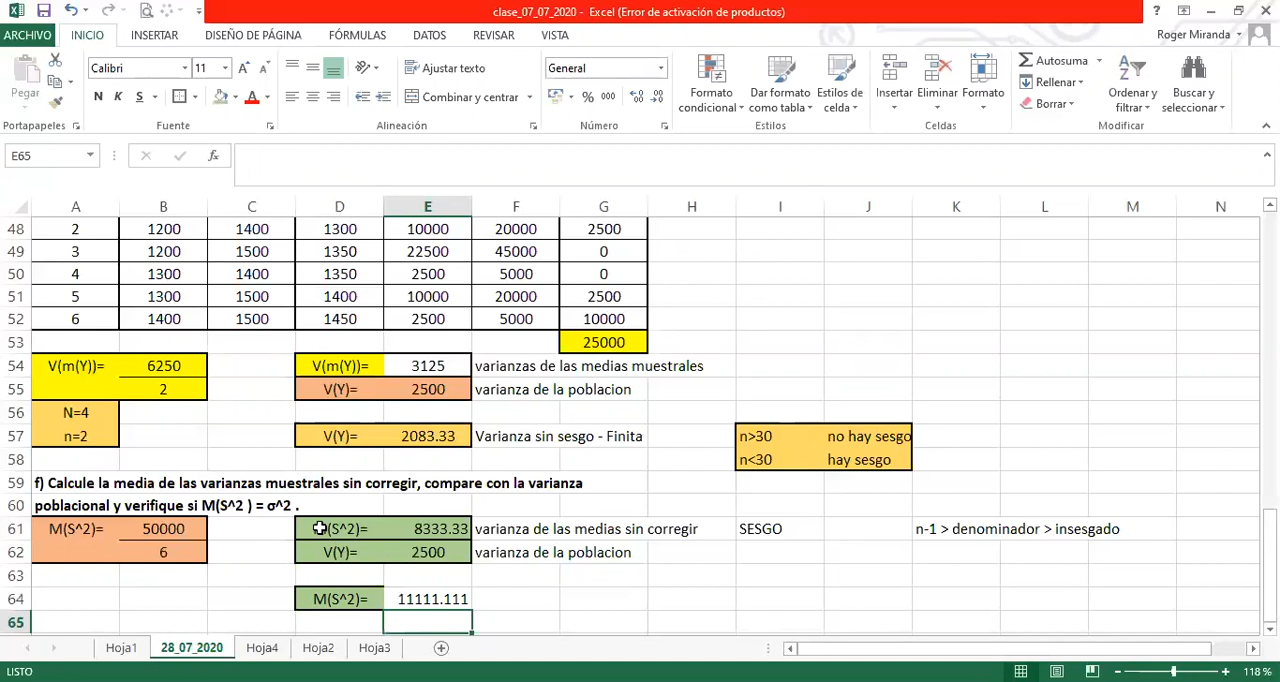 clase_07_07_2020 - Excel (Error de activación de productos)
ARCHIVO INICIO INSERTAR DISEÑO DE PÁGINA FÓRMULAS DATOS REVISAR VISTA Roger Miranda
Calibri 11 Ajustar texto General Autosuma
Pegar N K S Combinar y centrar % 000 Formato condicional Dar formato como tabla Estilos de celda Insertar Eliminar Formato Rellenar Borrar Ordenar y filtrar Buscar y seleccionar
Portapapeles Fuente Alineación Número Estilos Celdas Modificar
E65 fx
A B C D E F G H I J K L M N
48 2 1200 1400 1300 10000 20000 2500
49 3 1200 1500 1350 22500 45000 0
50 4 1300 1400 1350 2500 5000 0
51 5 1300 1500 1400 10000 20000 2500
52 6 1400 1500 1450 2500 5000 10000
53 25000
54 V(m(Y))= 6250 V(m(Y))= 3125 varianzas de las medias muestrales
55 2 V(Y)= 2500 varianza de la poblacion
56 N=4
57 n=2 V(Y)= 2083.33 Varianza sin sesgo - Finita n>30 no hay sesgo
58 n<30 hay sesgo
59 f) Calcule la media de las varianzas muestrales sin corregir, compare con la varianza
60 poblacional y verifique si M(S^2 ) = σ^2 .
61 M(S^2)= 50000 (S^2)= 8333.33 varianza de las medias sin corregir SESGO n-1 > denominador > insesgado
62 6 V(Y)= 2500 varianza de la poblacion
63
64 M(S^2)= 11111.111
65
Hoja1 28_07_2020 Hoja4 Hoja2 Hoja3
LISTO 118 %